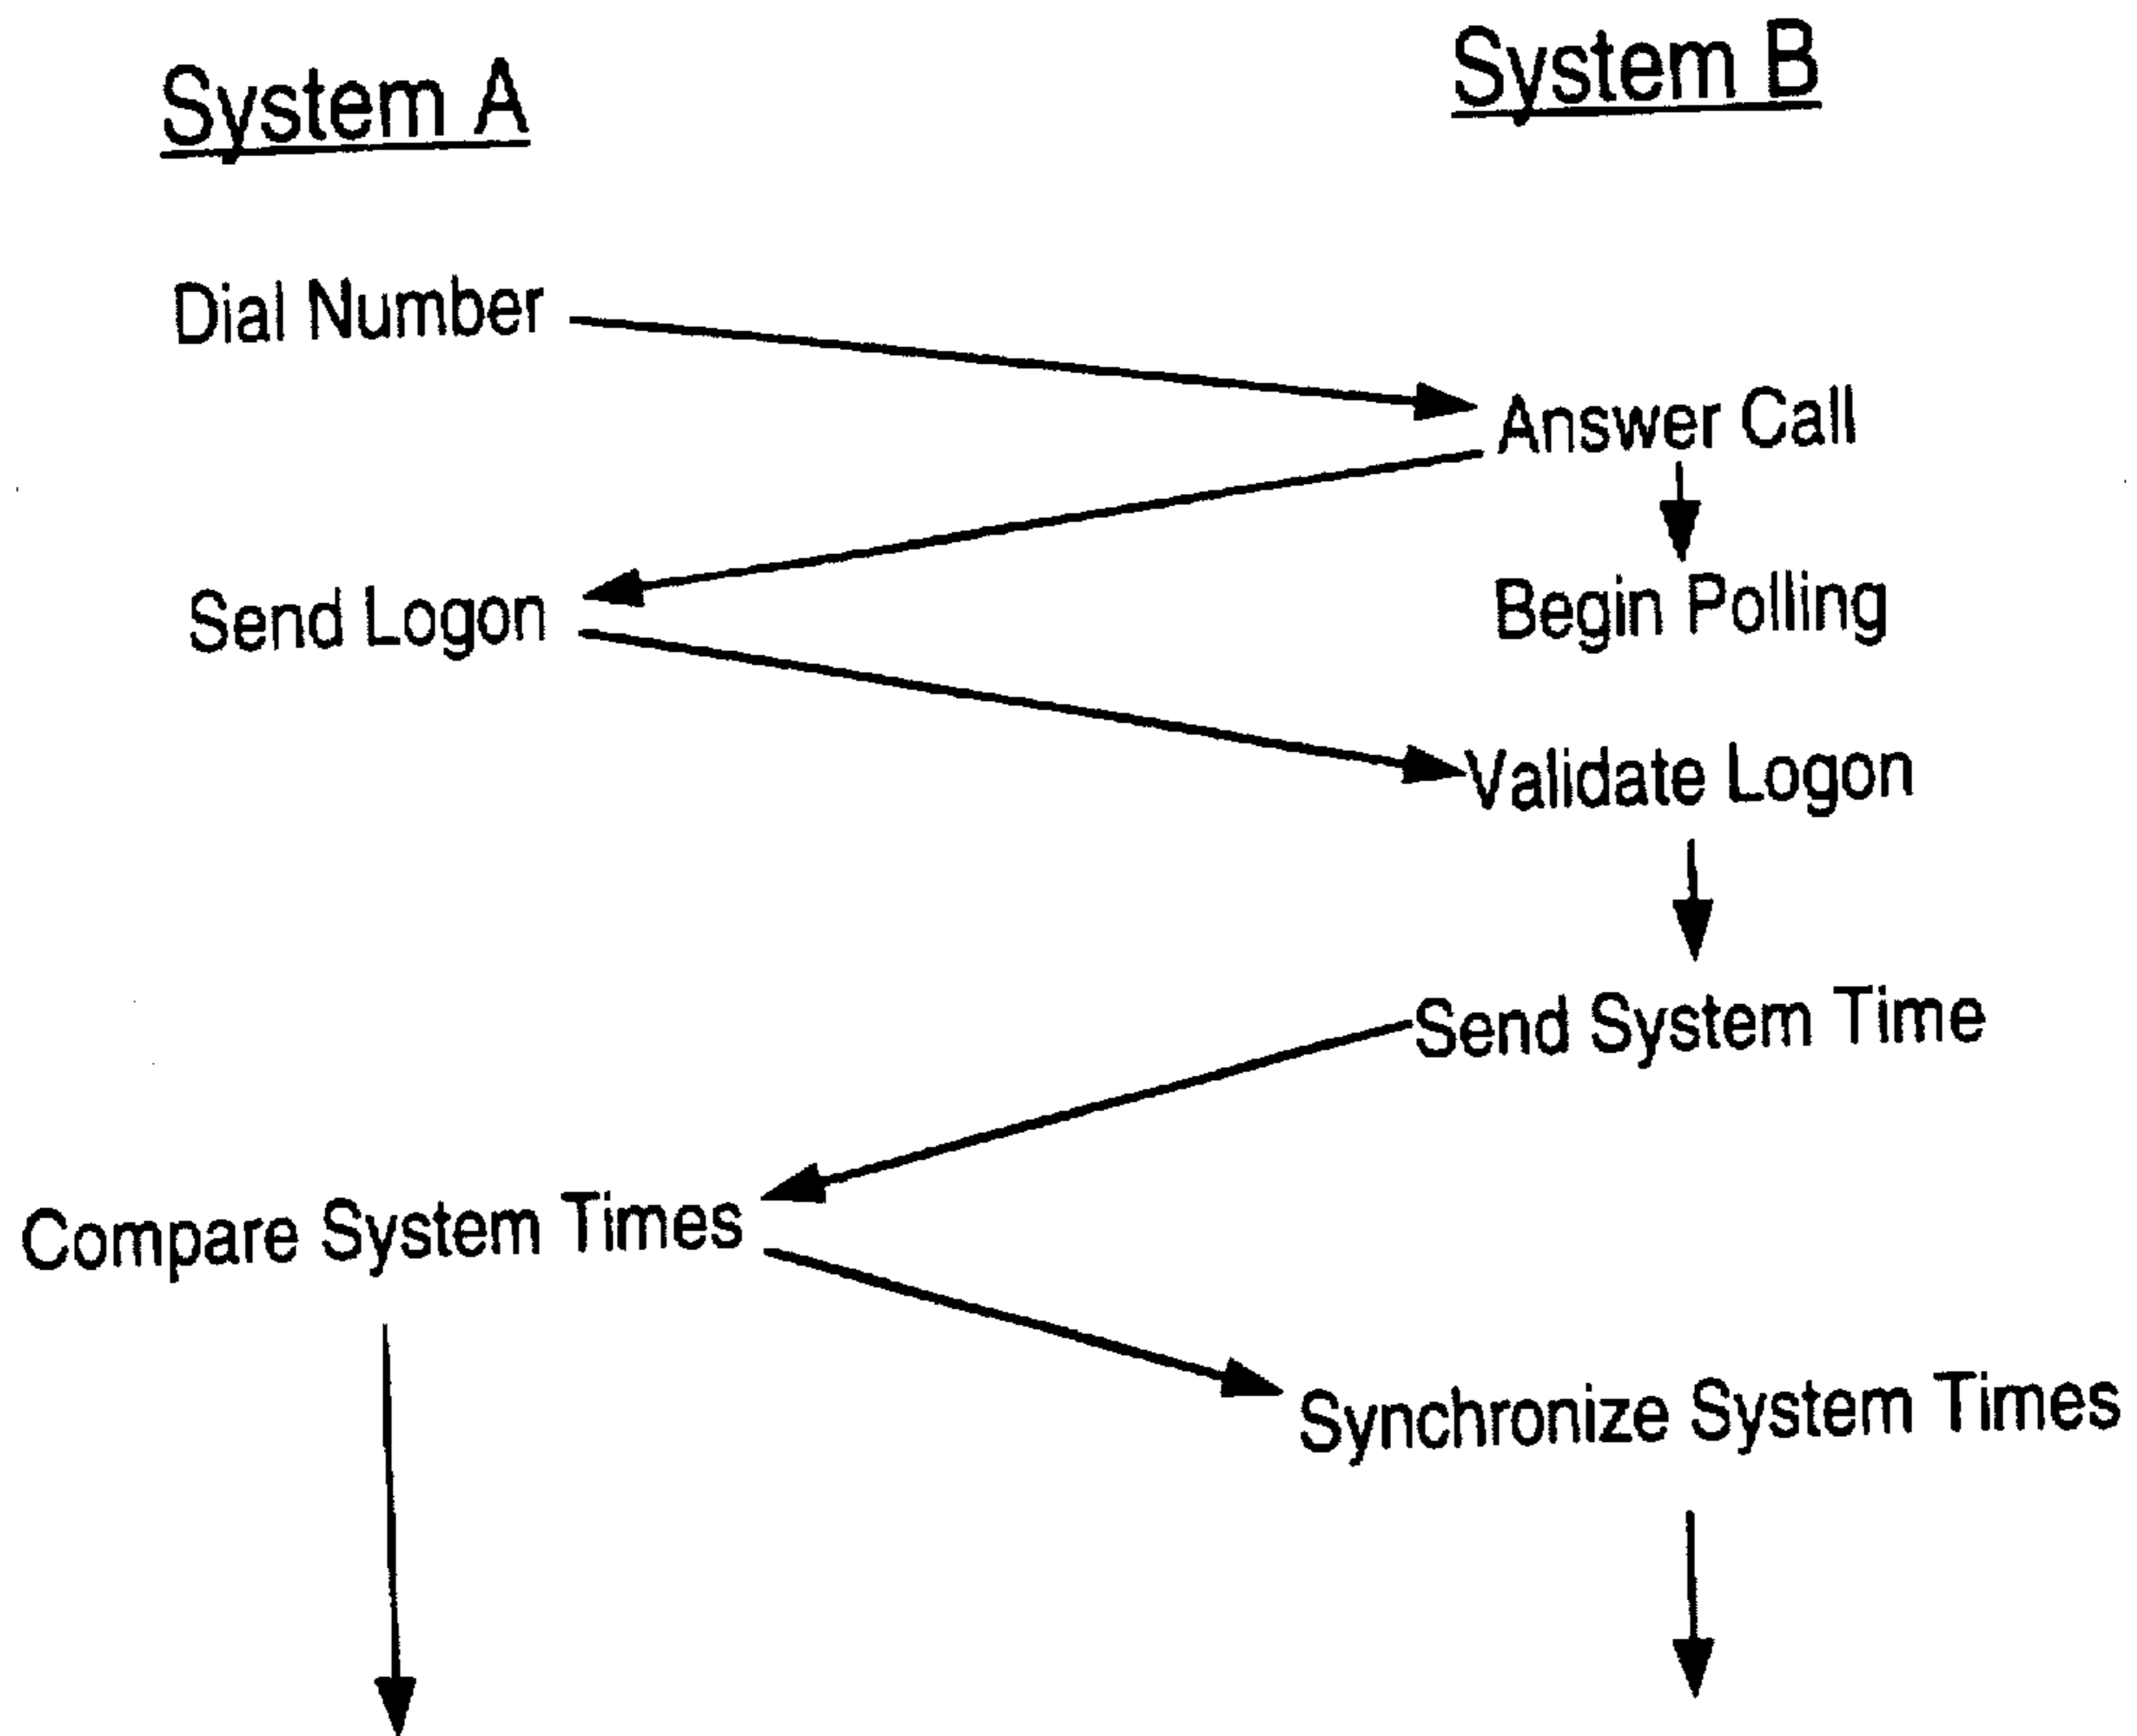 System A
System B
Dial Number
Answer Call
Send Logon
Begin Polling
Validate Logon
Send System Time
Compare System Times
Synchronize System Times